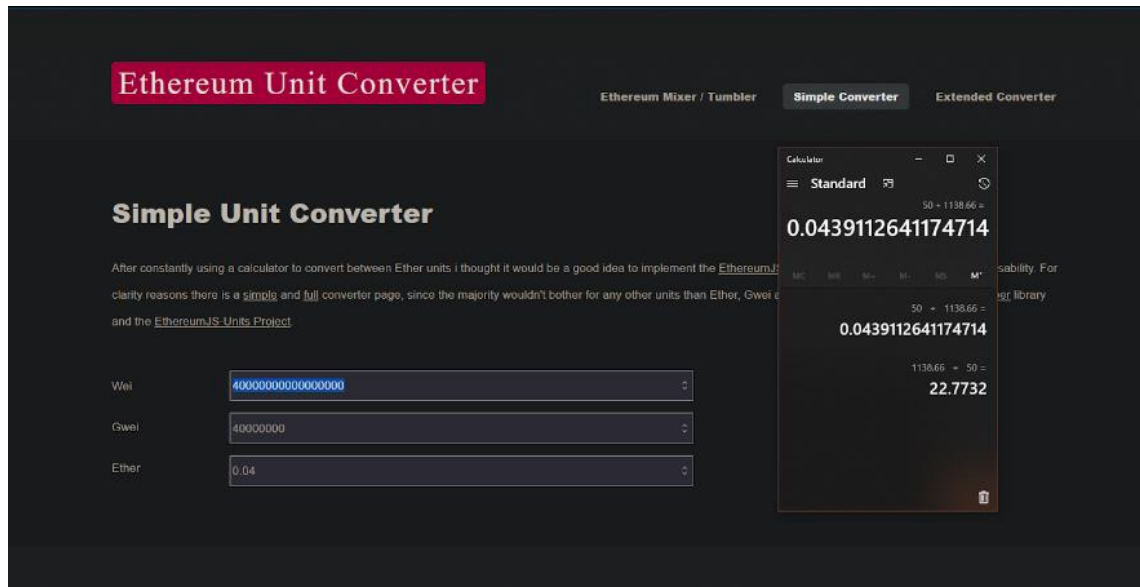 Ethereum Unit Converter
Ethereum Mixer / Tumbler
Simple Converter
Extended Converter
Calculator
Standard
50 ÷ 1138.66 =
0.0439112641174714
MC MR M+ M- MS M˅
50 ÷ 1138.66 =
0.0439112641174714
1138.66 ÷ 50 =
22.7732
Simple Unit Converter
After constantly using a calculator to convert between Ether units i thought it would be a good idea to implement the EthereumJS sability. For
clarity reasons there is a simple and full converter page, since the majority wouldn't bother for any other units than Ether, Gwei library
and the EthereumJS-Units Project.
Wei
40000000000000000
Gwei
40000000
Ether
0.04